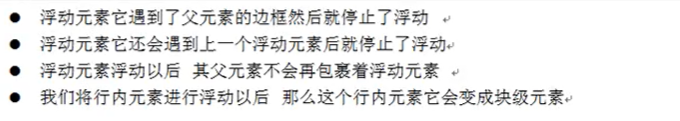 ● 浮动元素它遇到了父元素的边框然后就停止了浮动 ↵
● 浮动元素它还会遇到上一个浮动元素后就停止了浮动↵
● 浮动元素浮动以后 其父元素不会再包裹着浮动元素 ↵
● 我们将行内元素进行浮动以后 那么这个行内元素它会变成块级元素↵